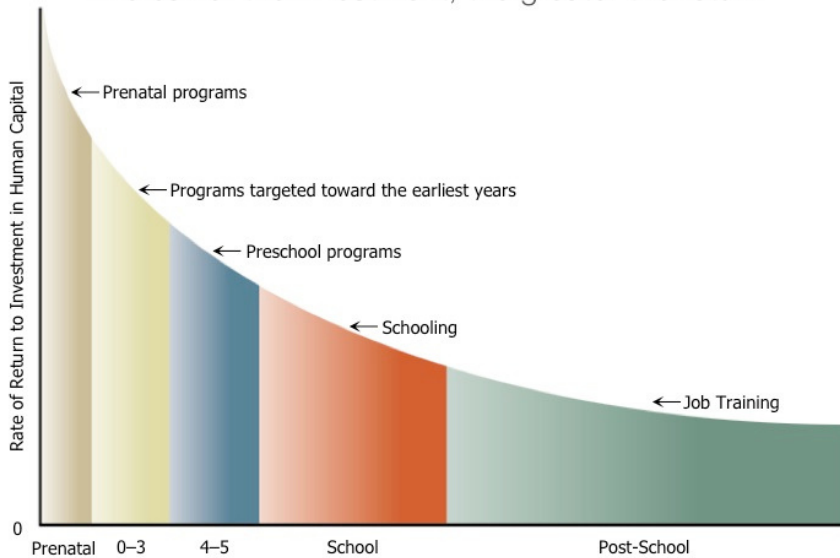 Rate of Return to Investment in Human Capital
Prenatal programs
Programs targeted toward the earliest years
Preschool programs
Schooling
Job Training
0
Prenatal 0–3 4–5 School Post-School